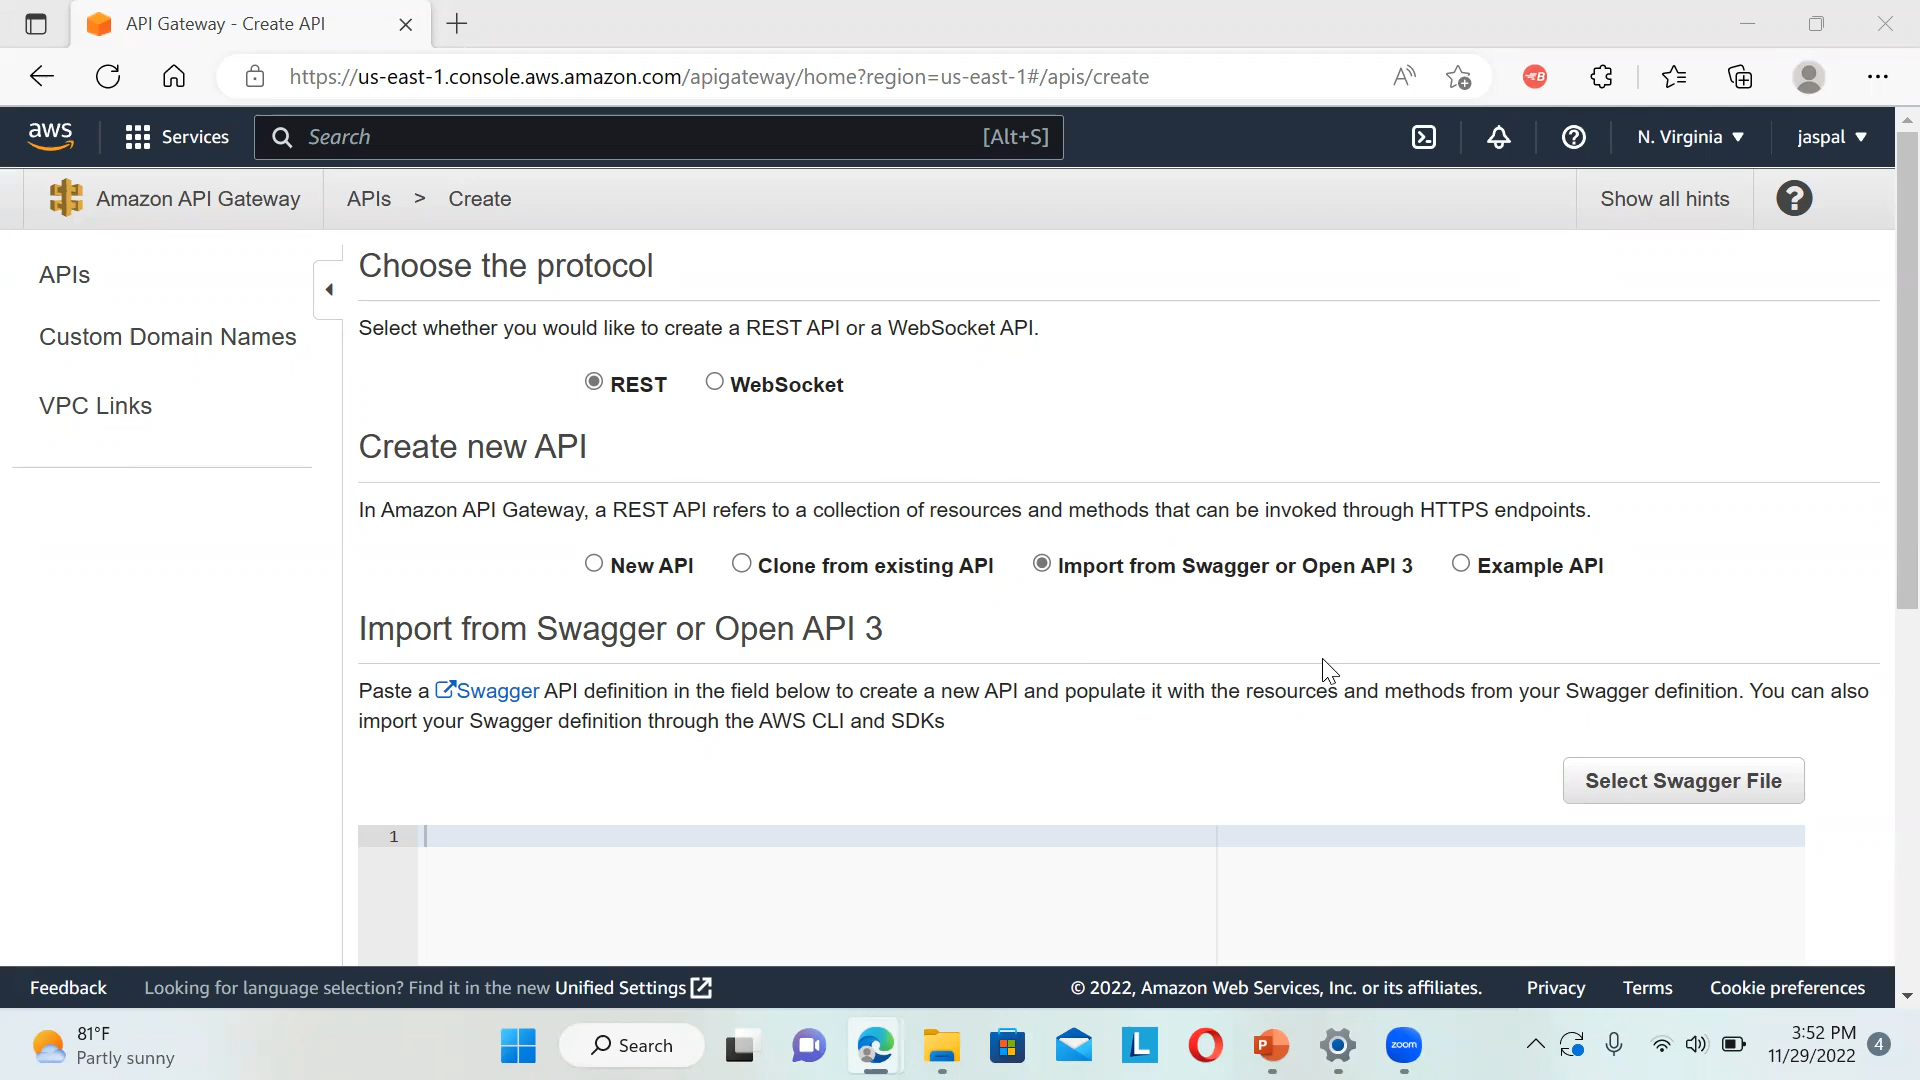 API Gateway - Create API
https://us-east-1.console.aws.amazon.com/apigateway/home?region=us-east-1#/apis/create
aws
Services
Search
[Alt+S]
N. Virginia
jaspal
Amazon API Gateway
APIs > Create
Show all hints
?
APIs
Custom Domain Names
VPC Links
Choose the protocol
Select whether you would like to create a REST API or a WebSocket API.
REST
WebSocket
Create new API
In Amazon API Gateway, a REST API refers to a collection of resources and methods that can be invoked through HTTPS endpoints.
New API
Clone from existing API
Import from Swagger or Open API 3
Example API
Import from Swagger or Open API 3
Paste a Swagger API definition in the field below to create a new API and populate it with the resources and methods from your Swagger definition. You can also
import your Swagger definition through the AWS CLI and SDKs
Select Swagger File
1
Feedback
Looking for language selection? Find it in the new Unified Settings
© 2022, Amazon Web Services, Inc. or its affiliates.
Privacy
Terms
Cookie preferences
81°F
Partly sunny
Search
L
P
zoom
3:52 PM
11/29/2022
4